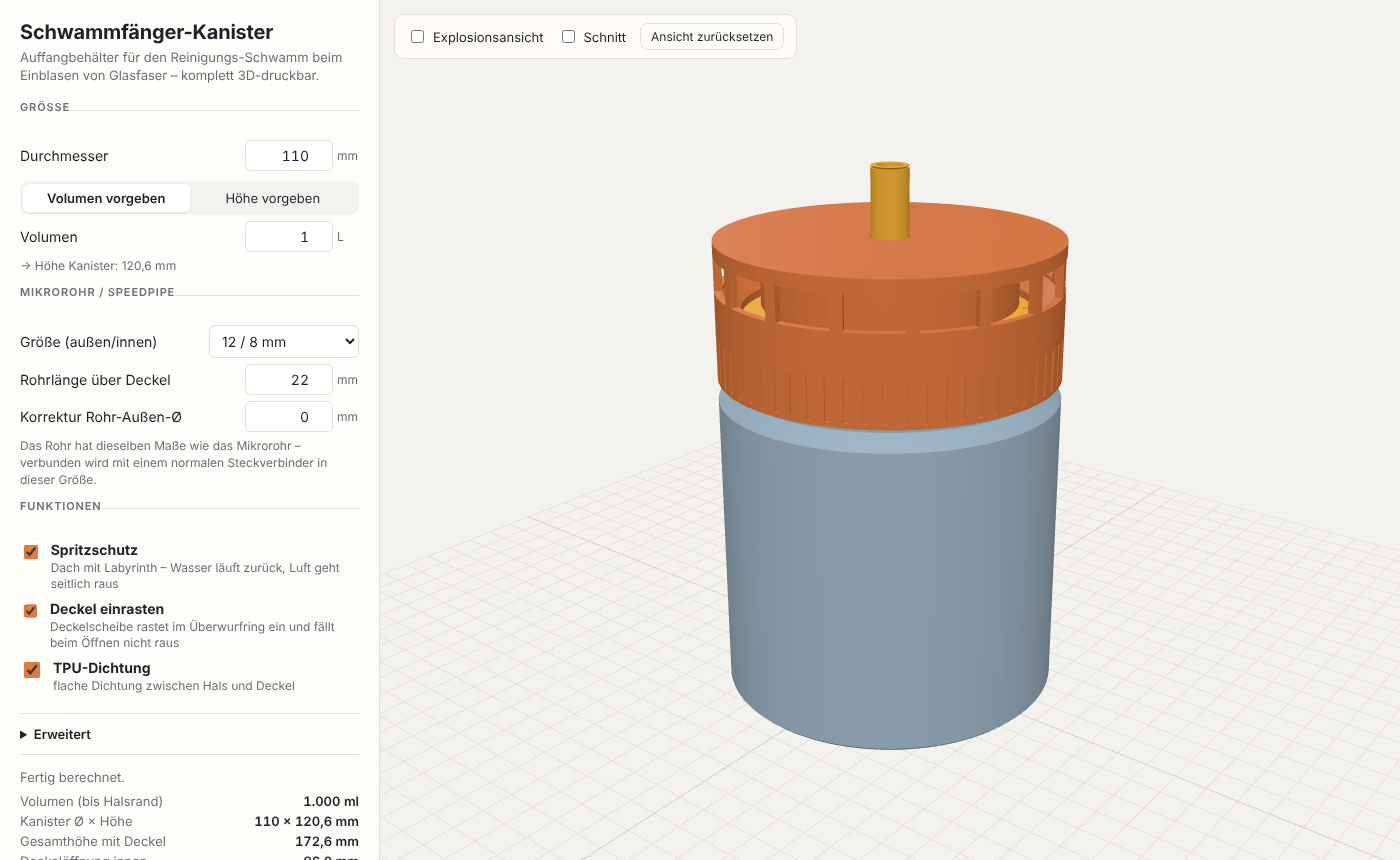 Schwammfänger-Kanister
Auffangbehälter für den Reinigungs-Schwamm beim
Einblasen von Glasfaser – komplett 3D-druckbar.
GRÖSSE
Durchmesser 110 mm
Volumen vorgeben Höhe vorgeben
Volumen 1 L
→ Höhe Kanister: 120,6 mm
MIKROROHR / SPEEDPIPE
Größe (außen/innen) 12 / 8 mm
Rohrlänge über Deckel 22 mm
Korrektur Rohr-Außen-Ø 0 mm
Das Rohr hat dieselben Maße wie das Mikrorohr –
verbunden wird mit einem normalen Steckverbinder in
dieser Größe.
FUNKTIONEN
Spritzschutz
Dach mit Labyrinth – Wasser läuft zurück, Luft geht
seitlich raus
Deckel einrasten
Deckelscheibe rastet im Überwurfring ein und fällt
beim Öffnen nicht raus
TPU-Dichtung
flache Dichtung zwischen Hals und Deckel
Erweitert
Fertig berechnet.
Volumen (bis Halsrand) 1.000 ml
Kanister Ø × Höhe 110 × 120,6 mm
Gesamthöhe mit Deckel 172,6 mm
Explosionsansicht Schnitt Ansicht zurücksetzen